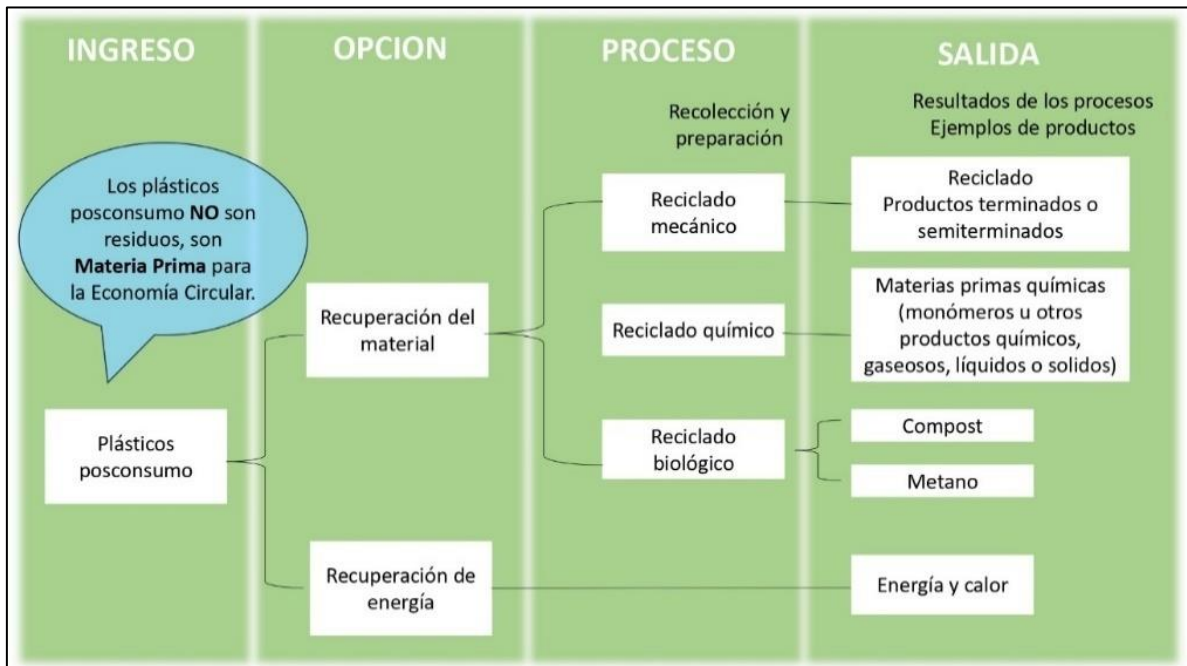 INGRESO
OPCION
PROCESO
SALIDA
Recolección y
preparación
Resultados de los procesos
Ejemplos de productos
Los plásticos
posconsumo NO son
residuos, son
Materia Prima para
la Economía Circular.
Reciclado
mecánico
Reciclado
Productos terminados o
semiterminados
Recuperación del
material
Reciclado químico
Materias primas químicas
(monómeros u otros
productos químicos,
gaseosos, líquidos o solidos)
Plásticos
posconsumo
Reciclado
biológico
Compost
Metano
Recuperación de
energía
Energía y calor